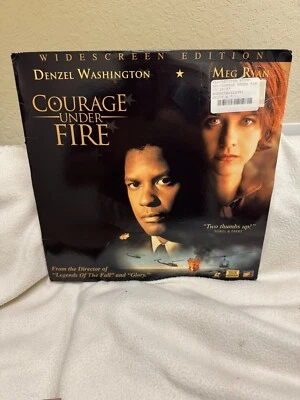 WIDESCREEN EDITION
DENZEL WASHINGTON ★ MEG RYAN
COURAGE
UNDER
FIRE
"Two thumbs up!"
From the Director of
"Legends Of The Fall" and "Glory."